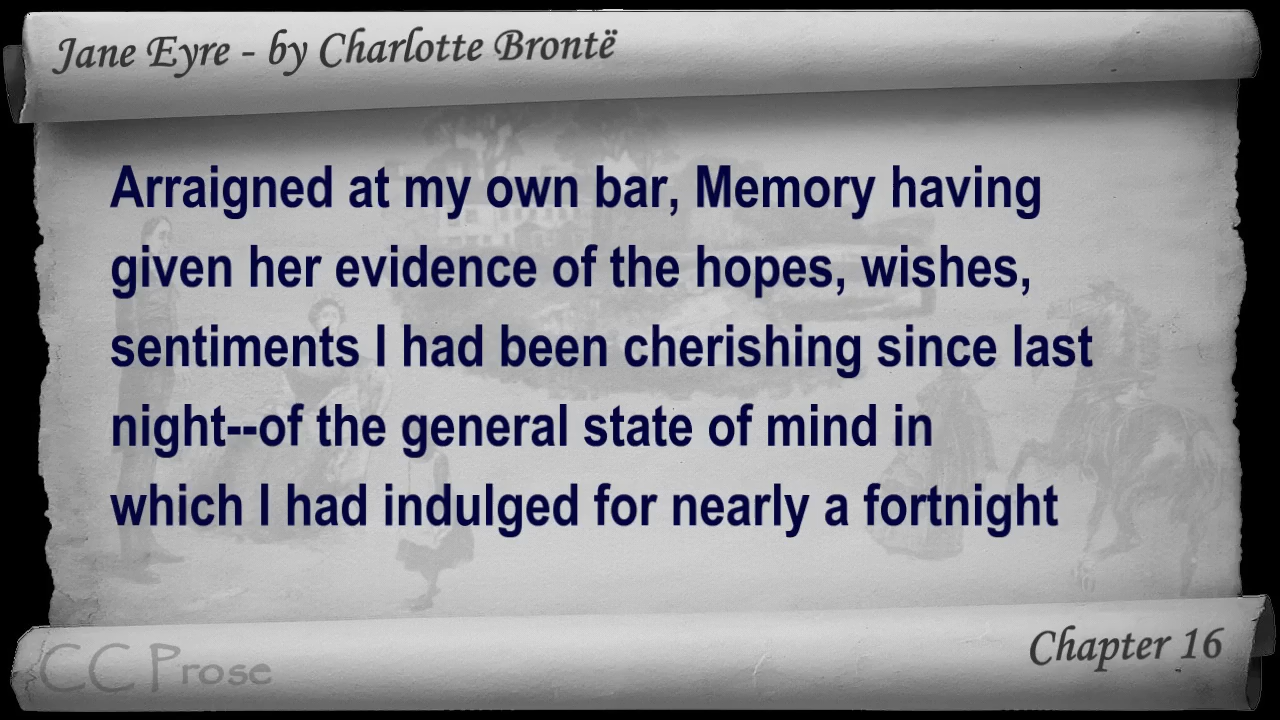 Jane Eyre - by Charlotte Brontë
Arraigned at my own bar, Memory having
given her evidence of the hopes, wishes,
sentiments I had been cherishing since last
night--of the general state of mind in
which I had indulged for nearly a fortnight
Chapter 16
CC Prose